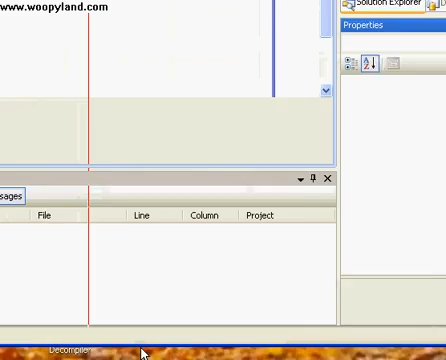 www.woopyland.com
Solution Explorer
Properties
sages
File Line Column Project
Decompile